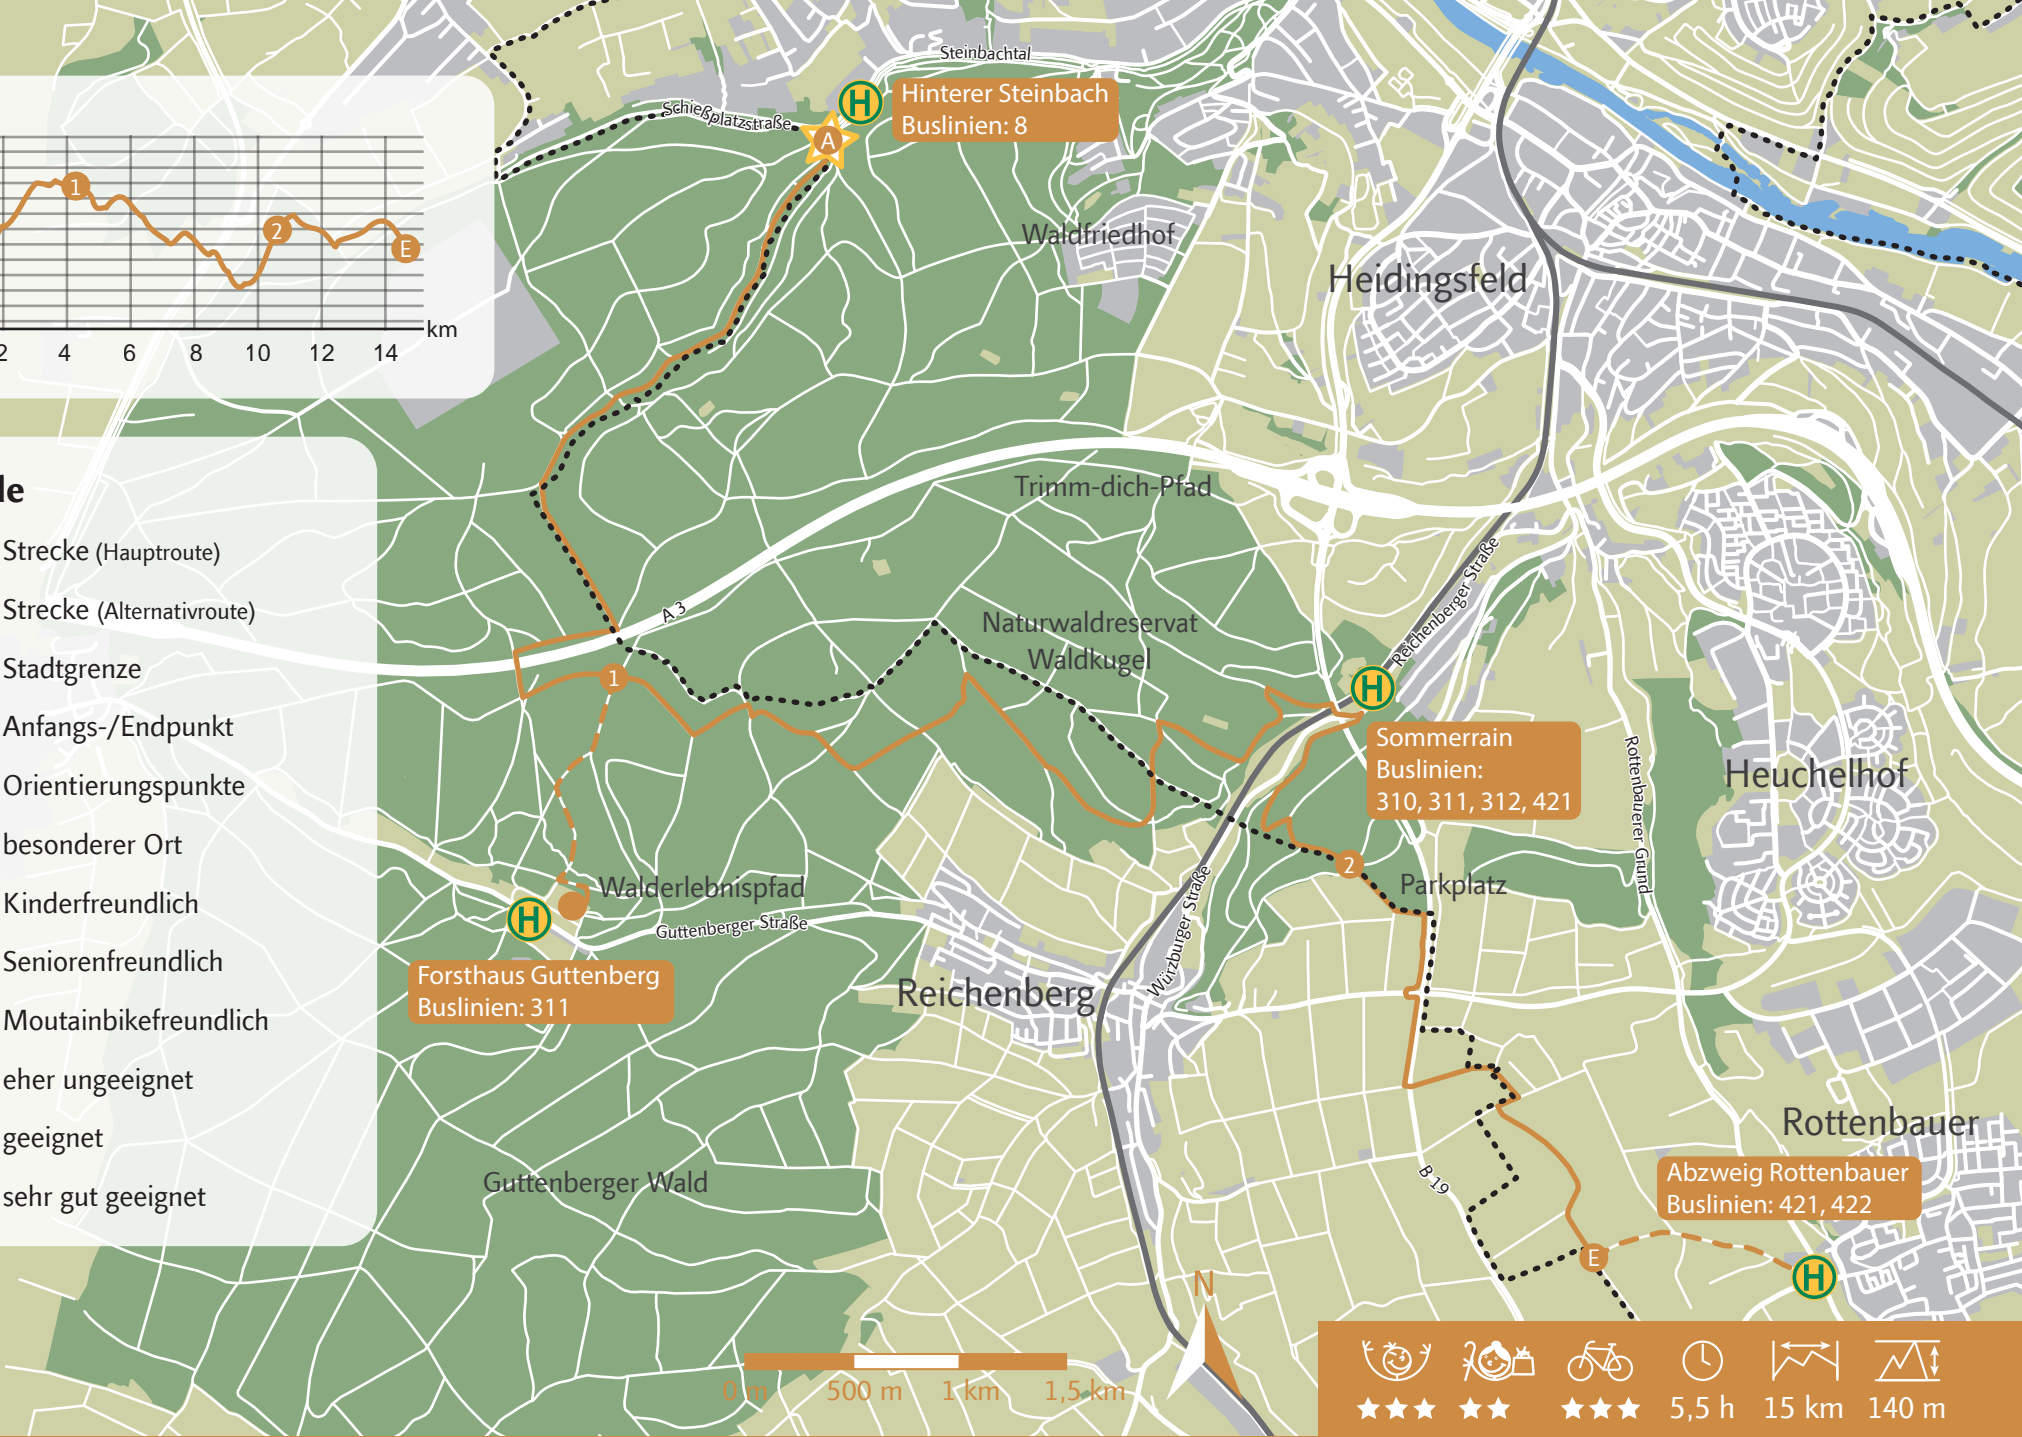 Steinbachtal
H
Hinterer Steinbach
Buslinien: 8
Schießplatzstraße
A
1
2
E
km
2
4
6
8
10
12
14
Waldfriedhof
Heidingsfeld
Strecke (Hauptroute)
Strecke (Alternativroute)
Stadtgrenze
Anfangs-/Endpunkt
Orientierungspunkte
besonderer Ort
Kinderfreundlich
Seniorenfreundlich
Moutainbikefreundlich
eher ungeeignet
geeignet
sehr gut geeignet
Trimm-dich-Pfad
A 3
Naturwaldreservat
Waldkugel
Reichenberger Straße
1
H
Sommerrain
Buslinien:
310, 311, 312, 421
Rottenbauerer Grund
Heuchelhof
2
Parkplatz
Walderlebnispfad
H
Guttenberger Straße
Würzburger Straße
Forsthaus Guttenberg
Buslinien: 311
Reichenberg
Guttenberger Wald
B 19
Rottenbauer
Abzweig Rottenbauer
Buslinien: 421, 422
E
H
N
0 m
500 m
1 km
1,5 km
5,5 h
15 km
140 m